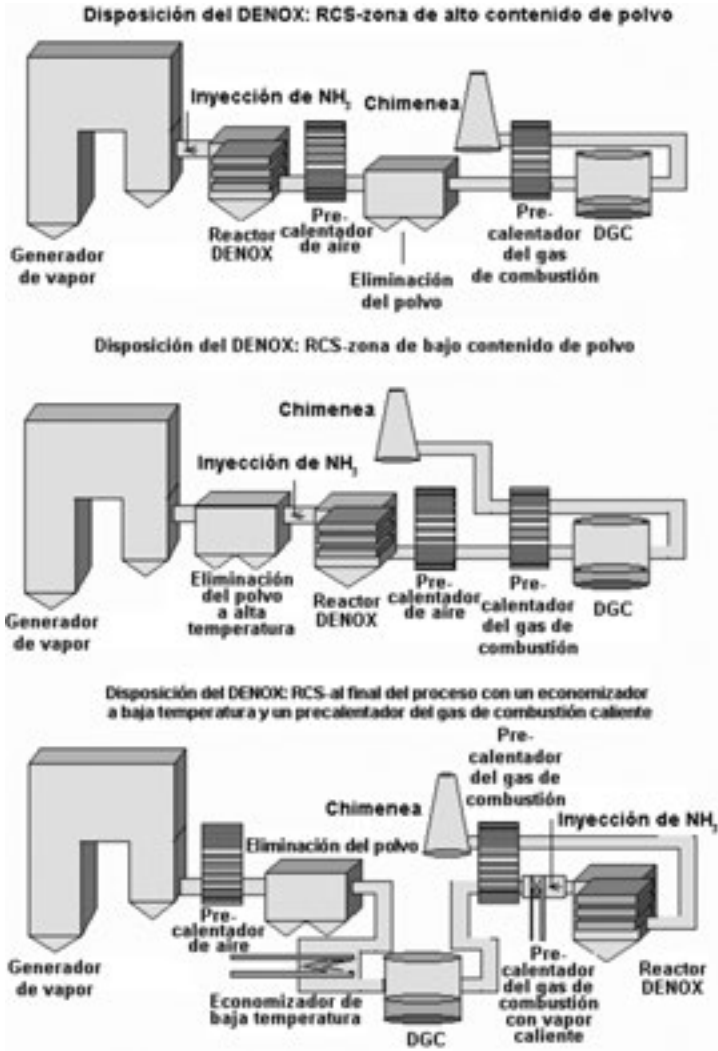 Disposición del DENOX: RCS-zona de alto contenido de polvo
Inyección de NH3
Chimenea
Generador
de vapor
Reactor
DENOX
Pre-
calentador
de aire
Eliminación
del polvo
Pre-
calentador
del gas
de combustión
DGC
Disposición del DENOX: RCS-zona de bajo contenido de polvo
Chimenea
Inyección de NH3
Generador
de vapor
Eliminación
del polvo
a alta
temperatura
Reactor
DENOX
Pre-
calentador
de aire
Pre-
calentador
del gas de
combustión
DGC
Disposición del DENOX: RCS-al final del proceso con un economizador
a baja temperatura y un precalentador del gas de combustión caliente
Pre-
calentador
del gas de
combustión
Chimenea
Inyección de NH3
Eliminación del polvo
Generador
de vapor
Pre-
calentador
de aire
Economizador de
baja temperatura
DGC
Pre-
calentador
del gas de
combustión
con vapor
caliente
Reactor
DENOX